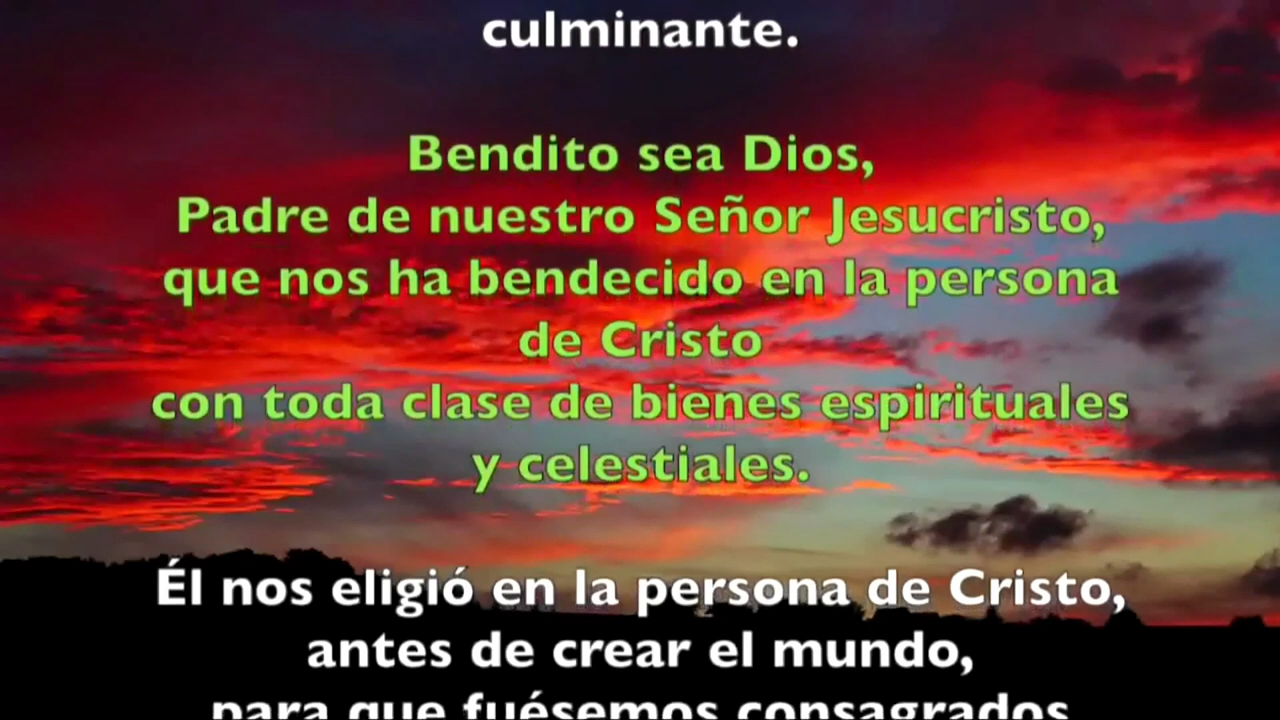 culminante.
Bendito sea Dios,
Padre de nuestro Señor Jesucristo,
que nos ha bendecido en la persona
de Cristo
con toda clase de bienes espirituales
y celestiales.
Él nos eligió en la persona de Cristo,
antes de crear el mundo,
para que fuésemos consagrados